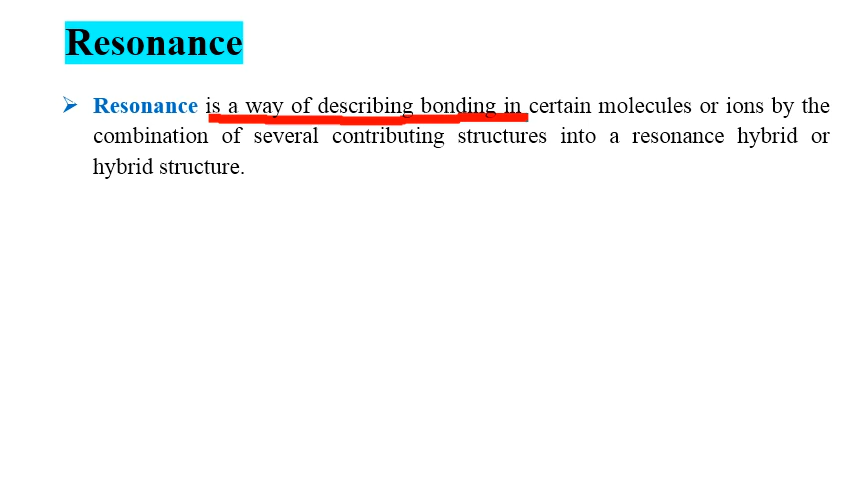 Resonance
Resonance is a way of describing bonding in certain molecules or ions by the
combination of several contributing structures into a resonance hybrid or
hybrid structure.